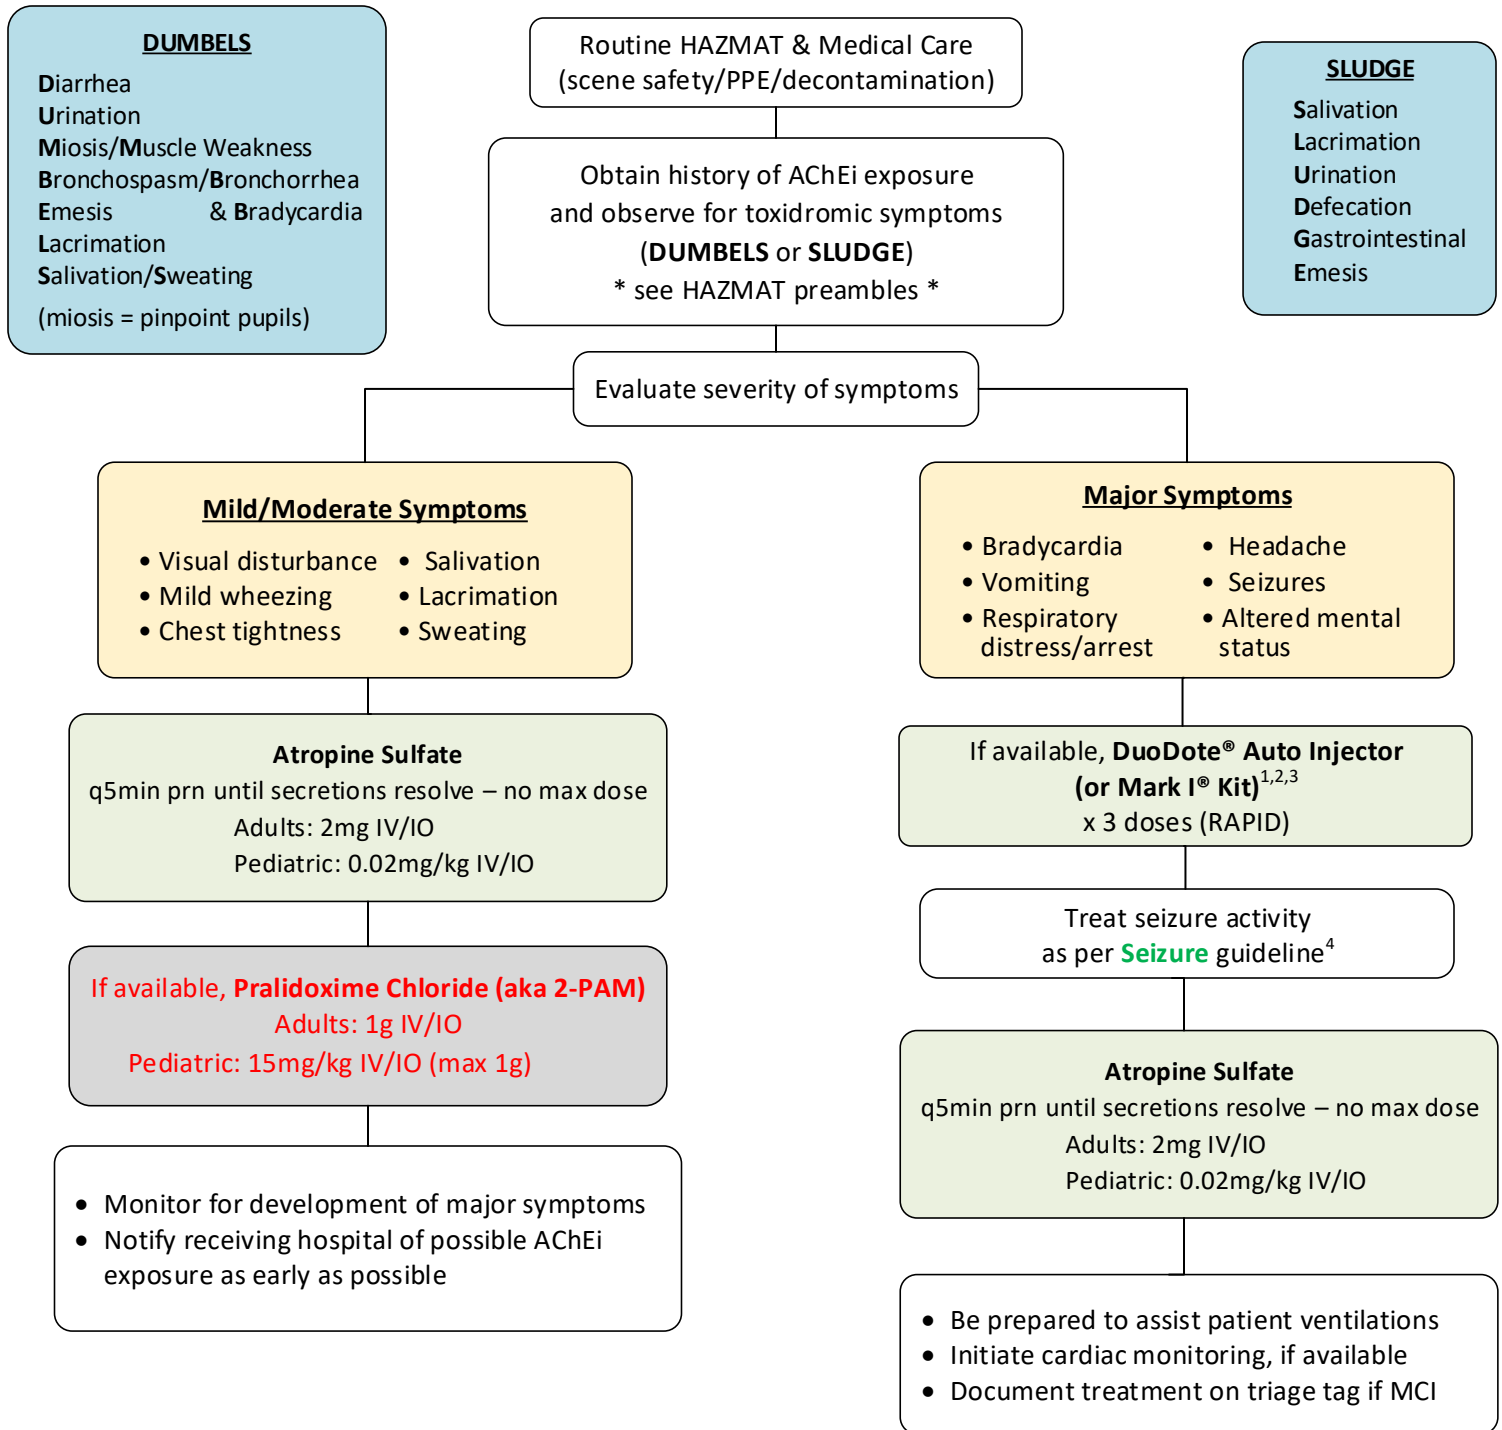 DUMBELS
Diarrhea
Urination
Miosis/Muscle Weakness
Bronchospasm/Bronchorrhea
Emesis & Bradycardia
Lacrimation
Salivation/Sweating
(miosis = pinpoint pupils)
Routine HAZMAT & Medical Care
(scene safety/PPE/decontamination)
SLUDGE
Salivation
Lacrimation
Urination
Defecation
Gastrointestinal
Emesis
Obtain history of AChEi exposure
and observe for toxidromic symptoms
(DUMBELS or SLUDGE)
* see HAZMAT preambles *
Evaluate severity of symptoms
Mild/Moderate Symptoms
• Visual disturbance • Salivation
• Mild wheezing • Lacrimation
• Chest tightness • Sweating
Atropine Sulfate
q5min prn until secretions resolve – no max dose
Adults: 2mg IV/IO
Pediatric: 0.02mg/kg IV/IO
If available, Pralidoxime Chloride (aka 2-PAM)
Adults: 1g IV/IO
Pediatric: 15mg/kg IV/IO (max 1g)
• Monitor for development of major symptoms
• Notify receiving hospital of possible AChEi
exposure as early as possible
Major Symptoms
• Bradycardia • Headache
• Vomiting • Seizures
• Respiratory • Altered mental
distress/arrest status
If available, DuoDote® Auto Injector
(or Mark I® Kit)1,2,3
x 3 doses (RAPID)
Treat seizure activity
as per Seizure guideline4
Atropine Sulfate
q5min prn until secretions resolve – no max dose
Adults: 2mg IV/IO
Pediatric: 0.02mg/kg IV/IO
• Be prepared to assist patient ventilations
• Initiate cardiac monitoring, if available
• Document treatment on triage tag if MCI